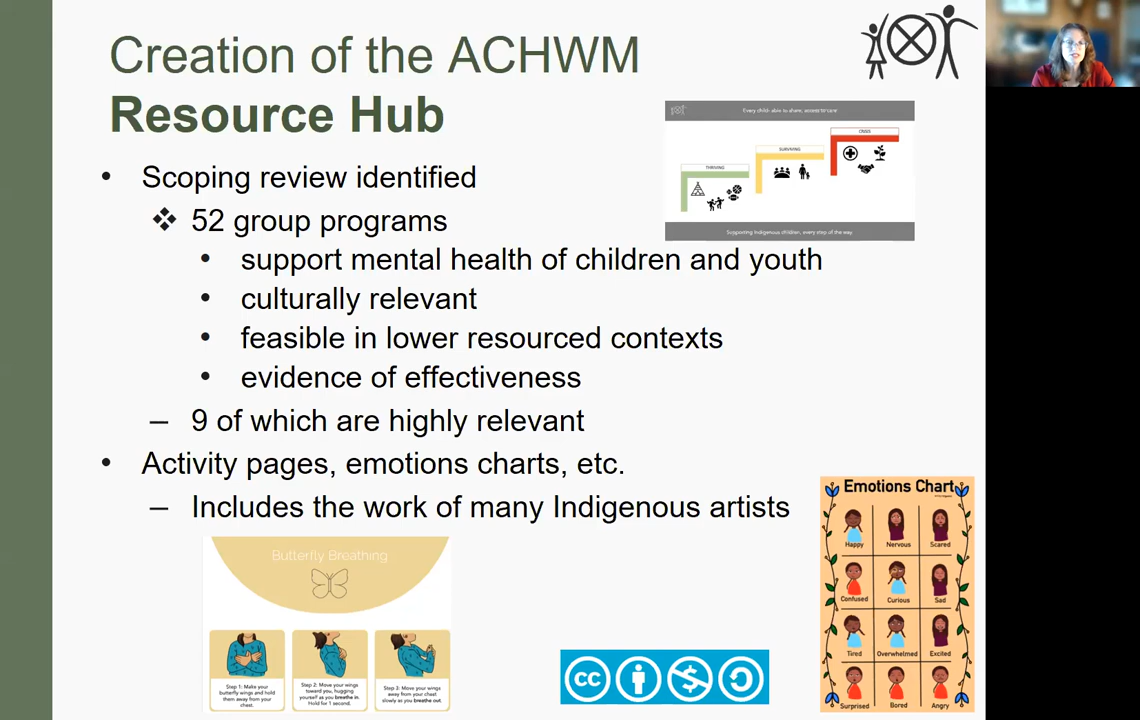 Creation of the ACHWM
Resource Hub
Every child able to share, access to care
CRISIS
SURVIVING
THRIVING
Supporting Indigenous children, every step of the way
• Scoping review identified
❖ 52 group programs
• support mental health of children and youth
• culturally relevant
• feasible in lower resourced contexts
• evidence of effectiveness
– 9 of which are highly relevant
• Activity pages, emotions charts, etc.
– Includes the work of many Indigenous artists
Butterfly Breathing
Step 1: Make your
butterfly wings and hold
them away from your
chest.
Step 2: Move your wings
toward you, hugging
yourself as you breathe in.
Hold for 1 second.
Step 3: Move your wings
away from your chest
slowly as you breathe out.
cc
Emotions Chart
Happy Nervous Scared
Confused Curious Sad
Tired Overwhelmed Excited
Surprised Bored Angry